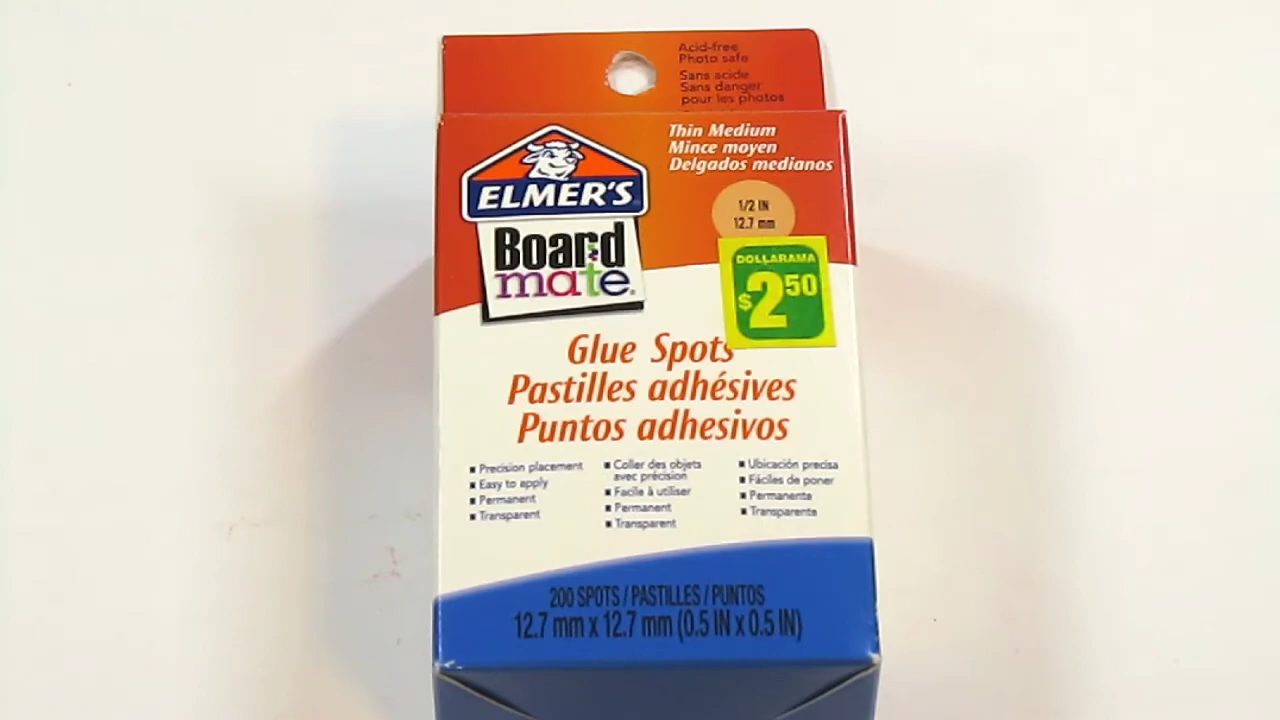 Acid-free
Photo safe
Sans acide
Sans danger
pour les photos
Thin Medium
Mince moyen
Delgados medianos
1/2 IN
12.7 mm
ELMER'S
Board
mate®
DOLLARAMA
$2.50
Glue Spots
Pastilles adhésives
Puntos adhesivos
▪ Precision placement
▪ Easy to apply
▪ Permanent
▪ Transparent
▪ Coller des objets
avec précision
▪ Facile à utiliser
▪ Permanent
▪ Transparent
▪ Ubicación precisa
▪ Fáciles de poner
▪ Permanente
▪ Transparente
200 SPOTS / PASTILLES / PUNTOS
12.7 mm x 12.7 mm (0.5 IN x 0.5 IN)